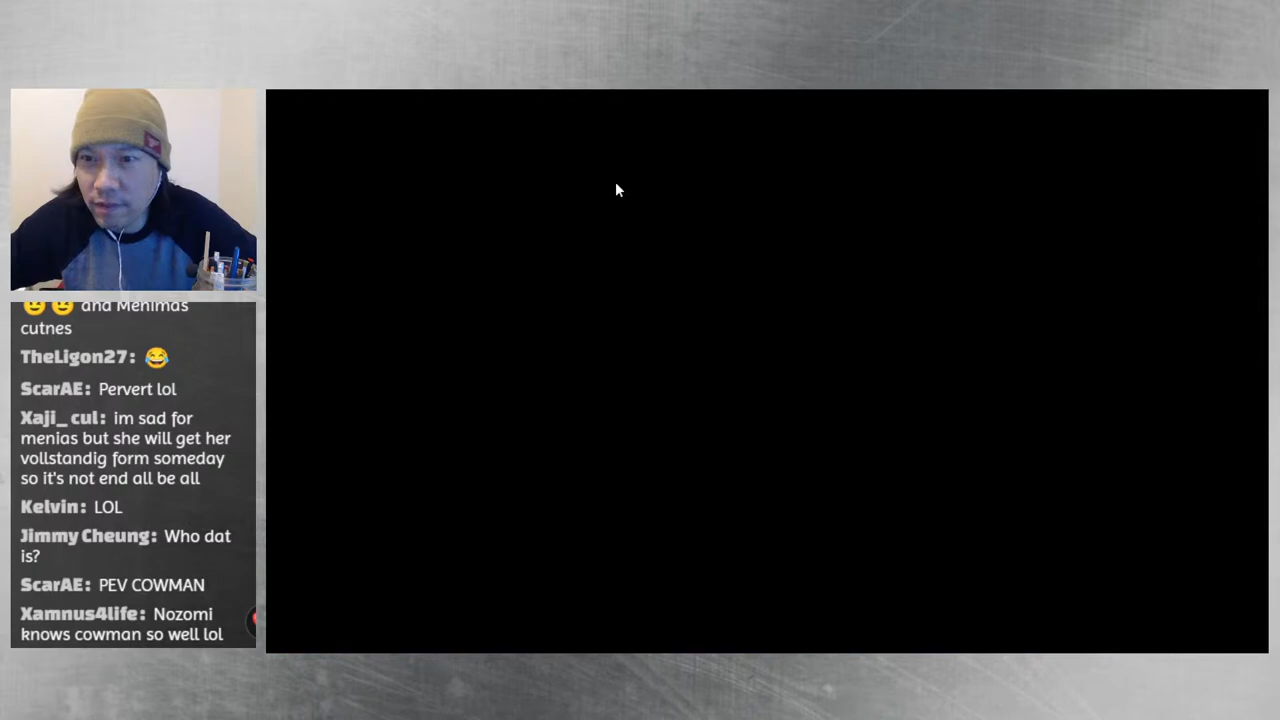 and Menimas
cutnes
TheLigon27:
ScarAE: Pervert lol
Xaji_cul: im sad for
menias but she will get her
vollstandig form someday
so it's not end all be all
Kelvin: LOL
Jimmy Cheung: Who dat
is?
ScarAE: PEV COWMAN
Xamnus4life: Nozomi
knows cowman so well lol